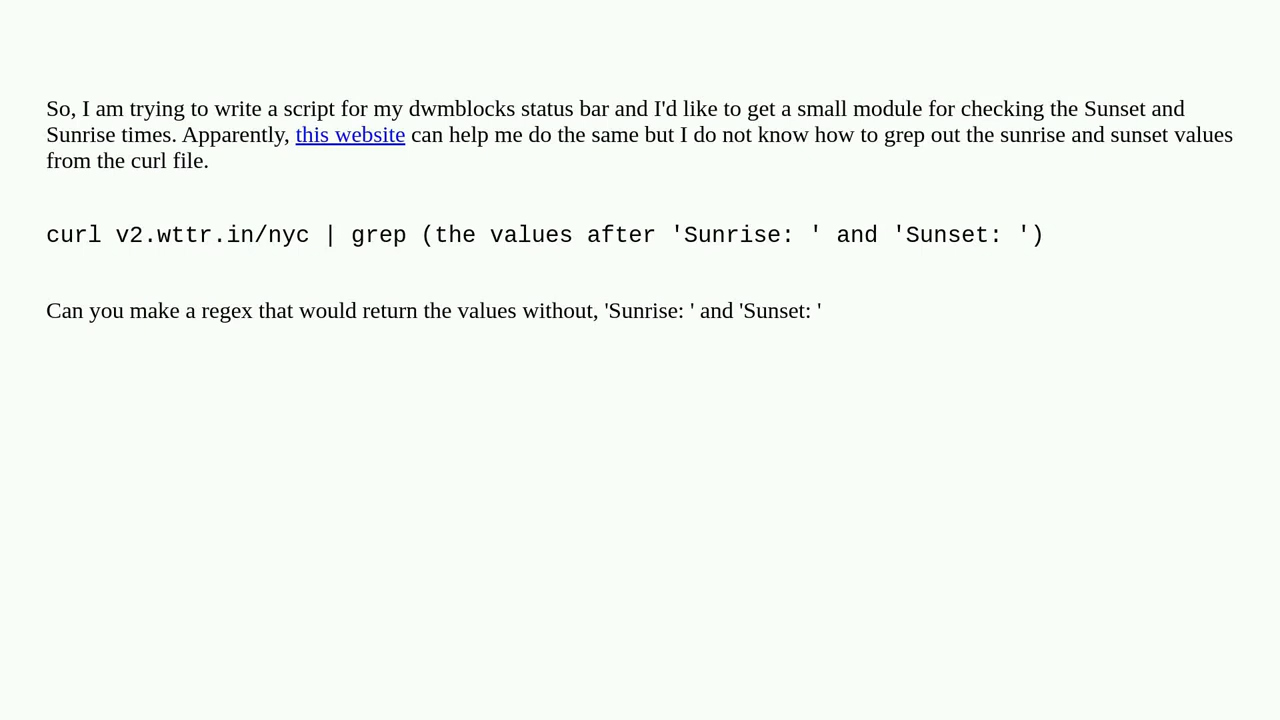 So, I am trying to write a script for my dwmblocks status bar and I'd like to get a small module for checking the Sunset and
Sunrise times. Apparently, this website can help me do the same but I do not know how to grep out the sunrise and sunset values
from the curl file.
curl v2.wttr.in/nyc | grep (the values after 'Sunrise: ' and 'Sunset: ')
Can you make a regex that would return the values without, 'Sunrise: ' and 'Sunset: '